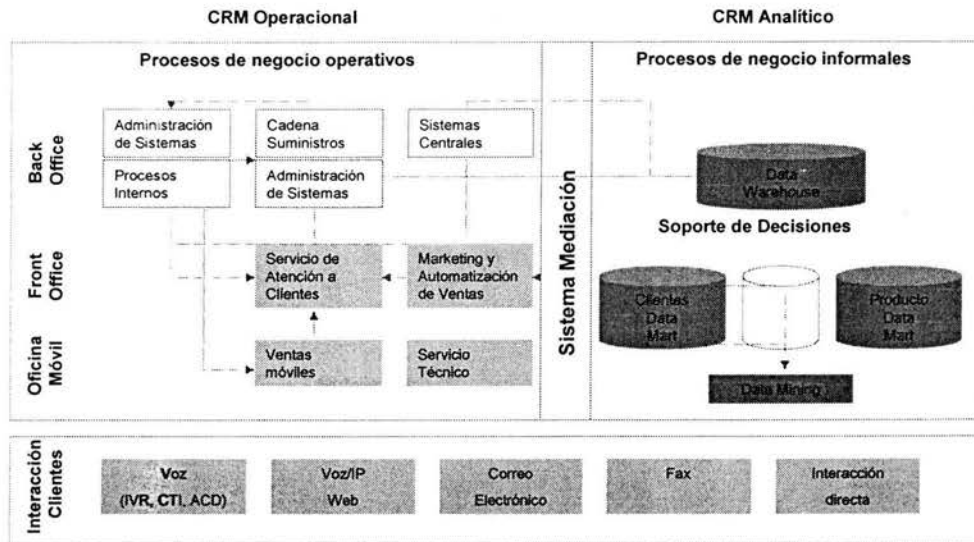 CRM Operacional
CRM Analítico
Procesos de negocio operativos
Procesos de negocio informales
Back
Office
Administración
de Sistemas
Cadena
Suministros
Sistemas
Centrales
Procesos
Internos
Administración
de Sistemas
Front
Office
Servicio de
Atención a
Clientes
Marketing y
Automatización
de Ventas
Oficina
Móvil
Ventas
móviles
Servicio
Técnico
Sistema Mediación
Data
Warehouse
Soporte de Decisiones
Clientas
Data
Mart
Producto
Data
Mart
Data Mining
Interacción
Clientes
Voz
(IVR, CTI, ACD)
Voz/IP
Web
Correo
Electrónico
Fax
Interacción
directa